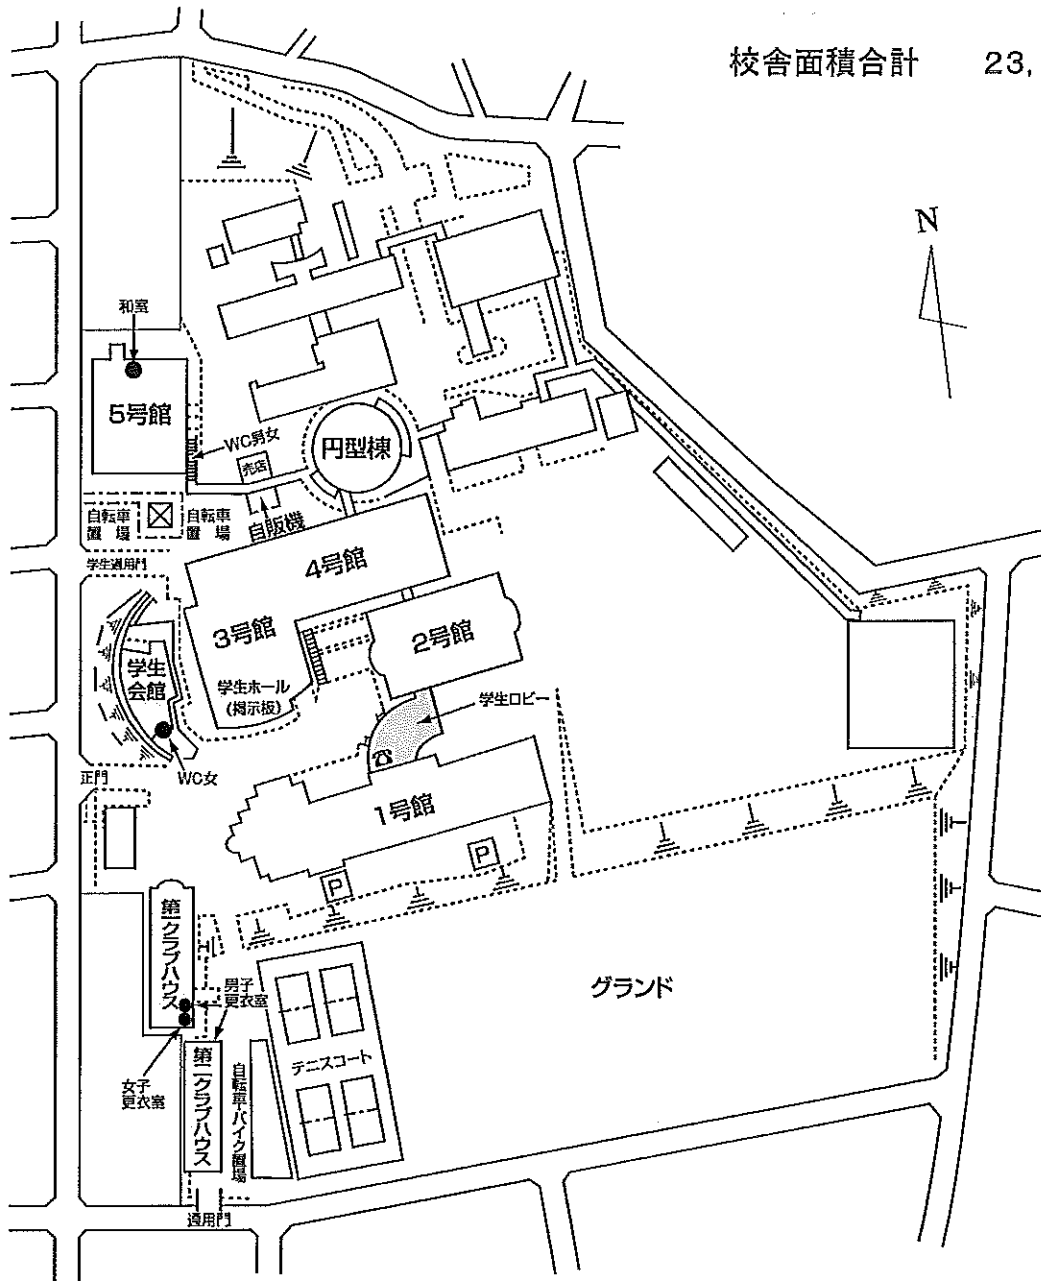 校舎面積合計 23,
N
和室
5号館
WC男女
売店
円型棟
自転車
置場
自転車
置場
自販機
学生通用門
4号館
3号館
2号館
学生
会館
学生ホール
(掲示板)
学生ロビー
正門
WC女
1号館
P
P
第一クラブハウス
男子
更衣室
グランド
テニスコート
女子
更衣室
第二クラブハウス
自転車・バイク置場
通用門